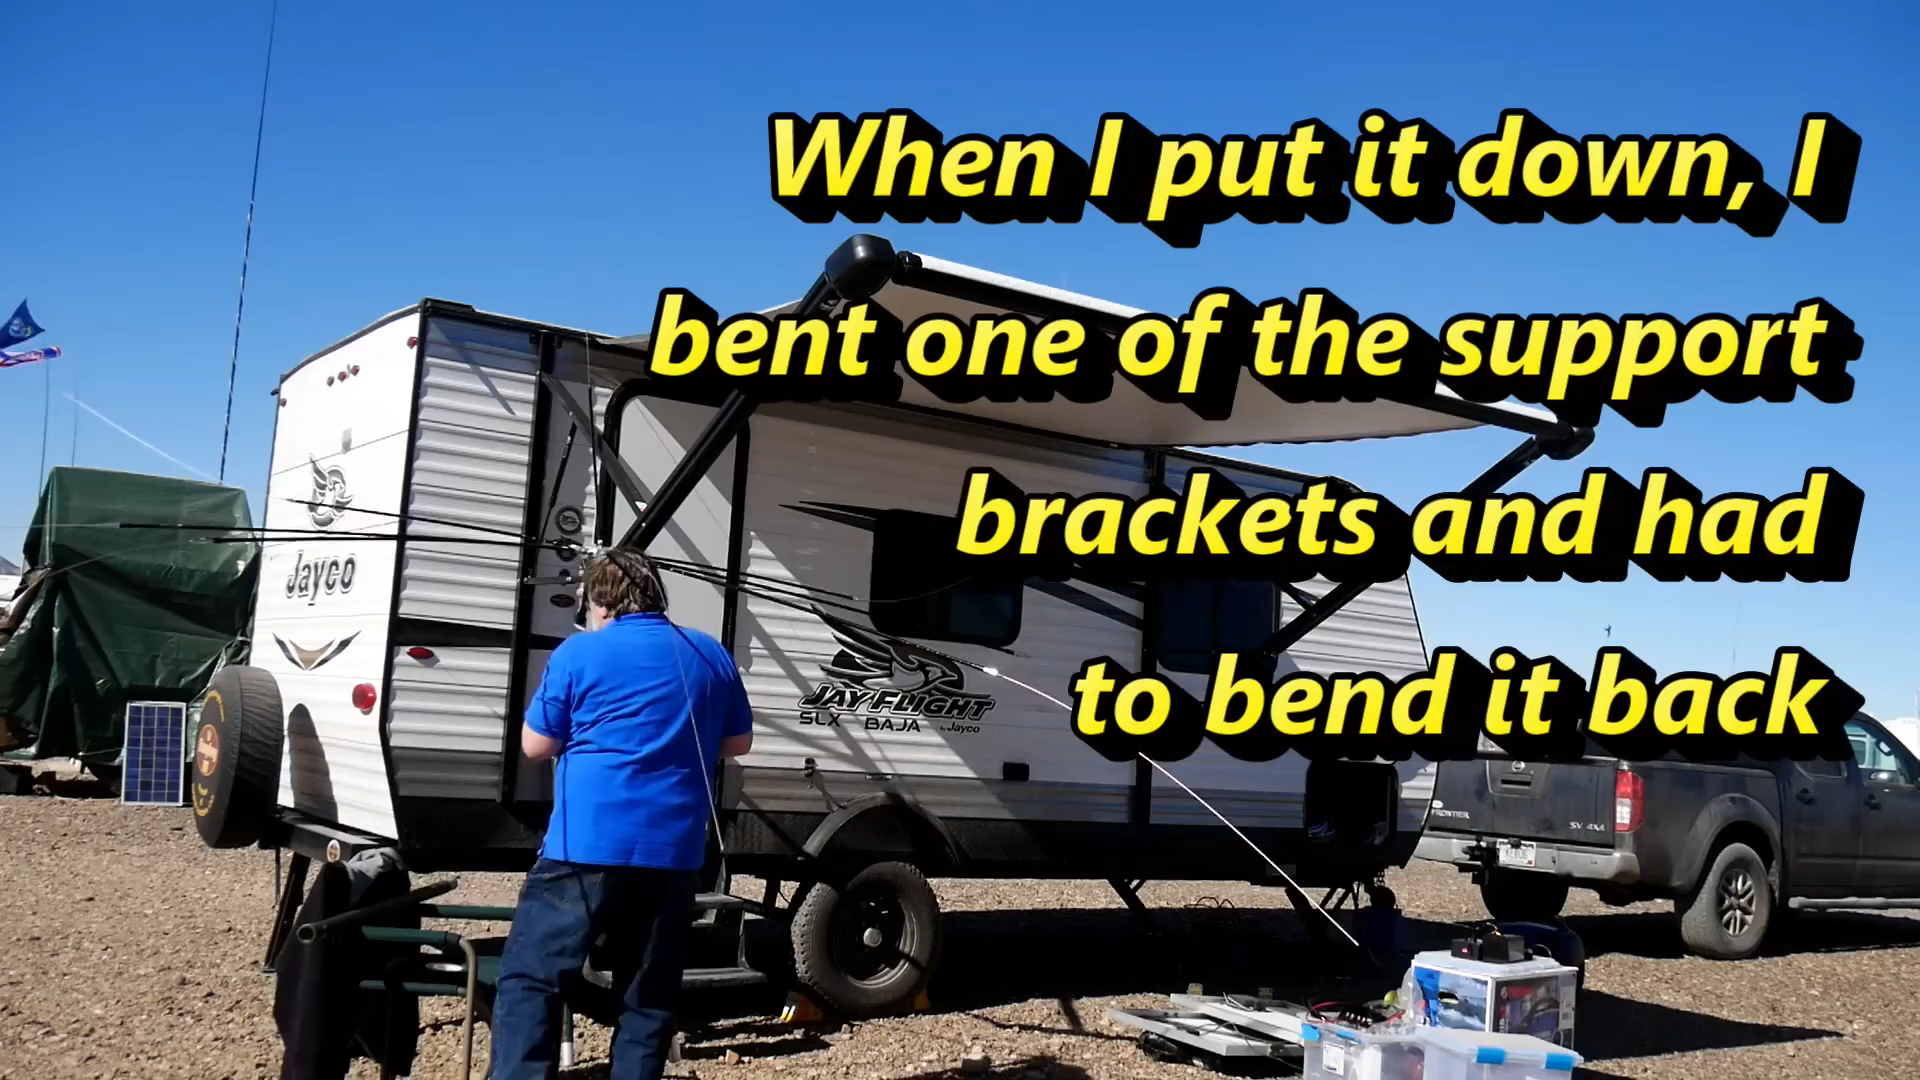 When I put it down, I
bent one of the support
brackets and had
to bend it back
Jayco
JAY FLIGHT
SLX BAJA by Jayco
FRONTIER
SV 4X4